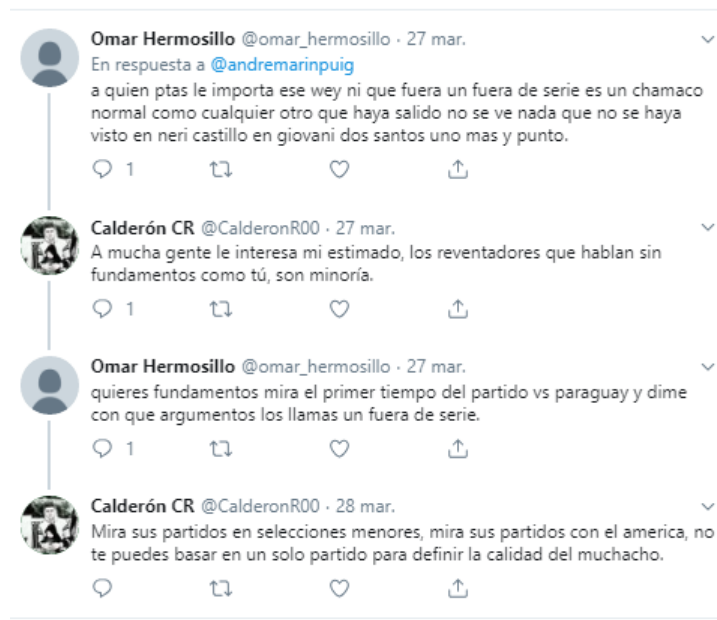 Omar Hermosillo @omar_hermosillo · 27 mar.
En respuesta a @andremarinpuig
a quien ptas le importa ese wey ni que fuera un fuera de serie es un chamaco
normal como cualquier otro que haya salido no se ve nada que no se haya
visto en neri castillo en giovani dos santos uno mas y punto.
1
Calderón CR @CalderonR00 · 27 mar.
A mucha gente le interesa mi estimado, los reventadores que hablan sin
fundamentos como tú, son minoría.
1
Omar Hermosillo @omar_hermosillo · 27 mar.
quieres fundamentos mira el primer tiempo del partido vs paraguay y dime
con que argumentos los llamas un fuera de serie.
1
Calderón CR @CalderonR00 · 28 mar.
Mira sus partidos en selecciones menores, mira sus partidos con el america, no
te puedes basar en un solo partido para definir la calidad del muchacho.